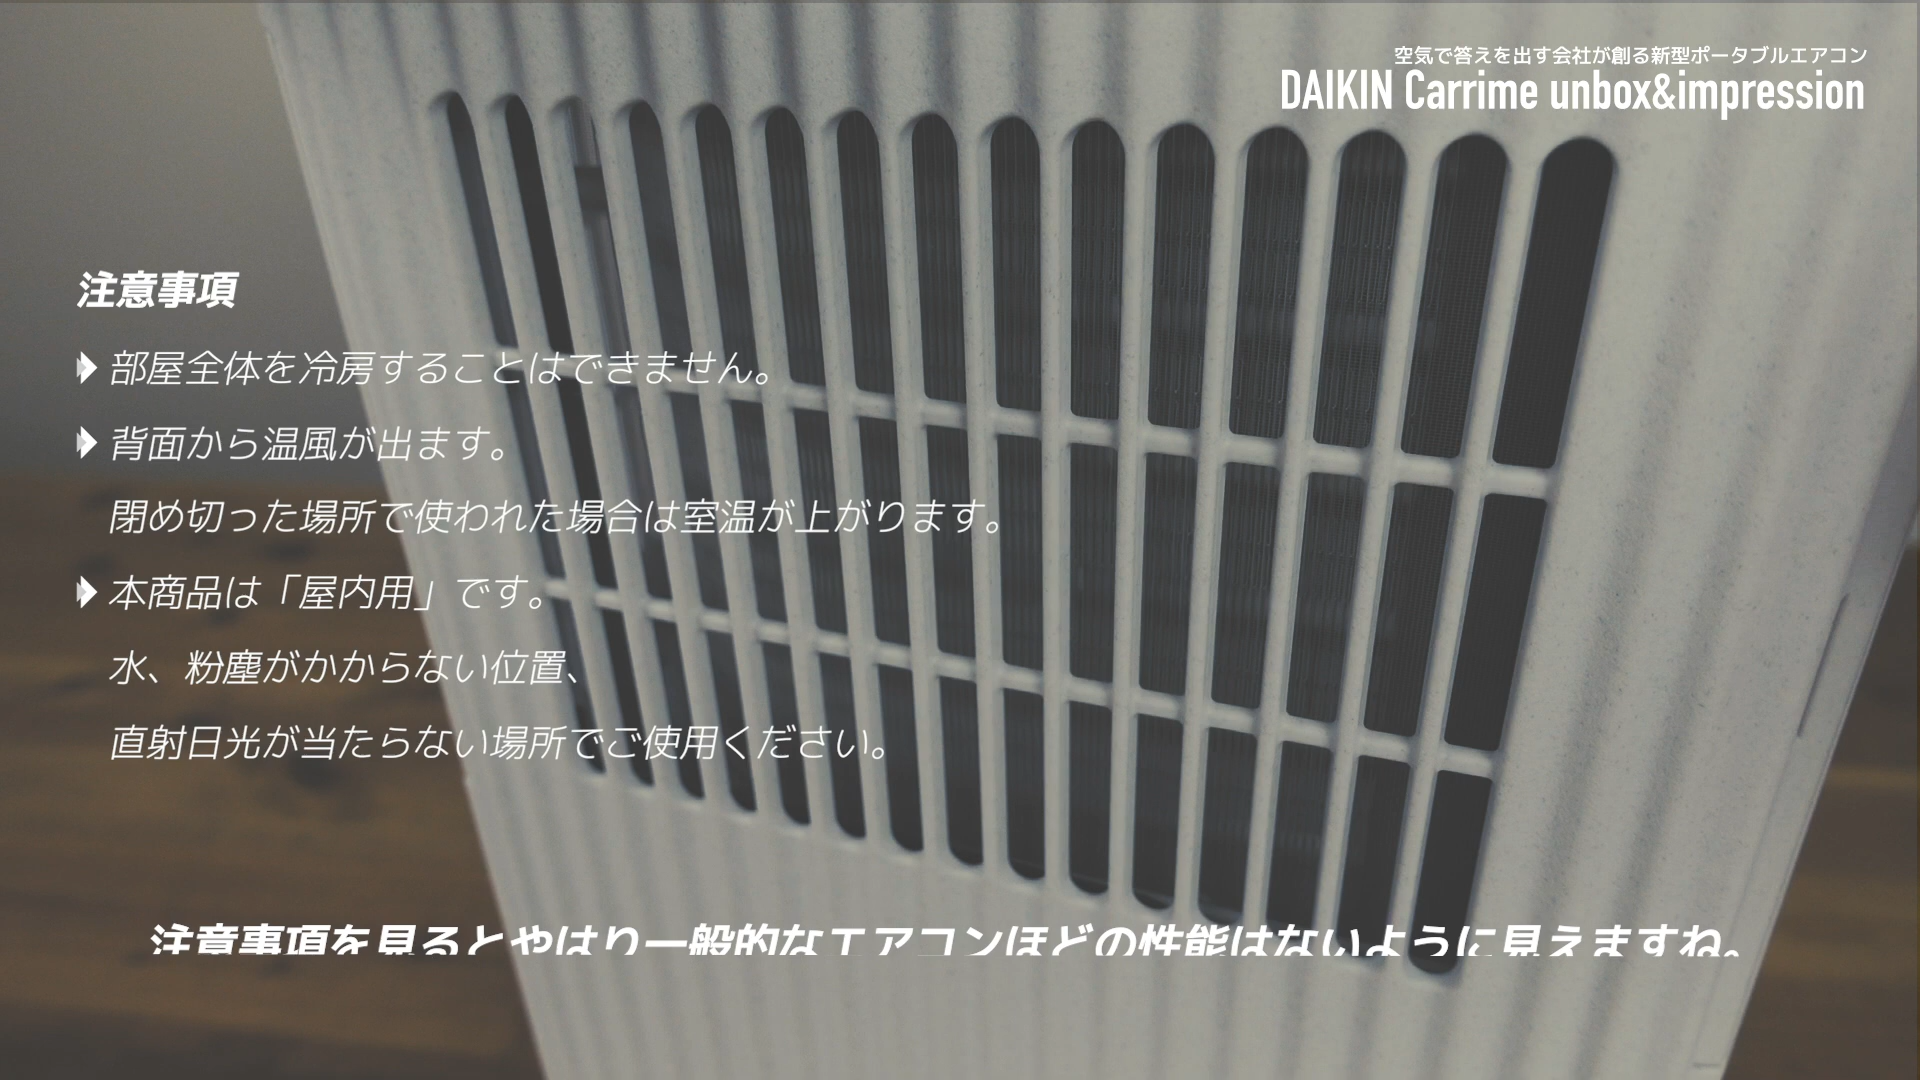 空気で答えを出す会社が創る新型ポータブルエアコン
DAIKIN Carrime unbox&impression
注意事項
部屋全体を冷房することはできません。
背面から温風が出ます。
閉め切った場所で使われた場合は室温が上がります。
本商品は「屋内用」です。
水、粉塵がかからない位置、
直射日光が当たらない場所でご使用ください。
注意事項を見るとやはり一般的なエアコンほどの性能はないように見えますね。